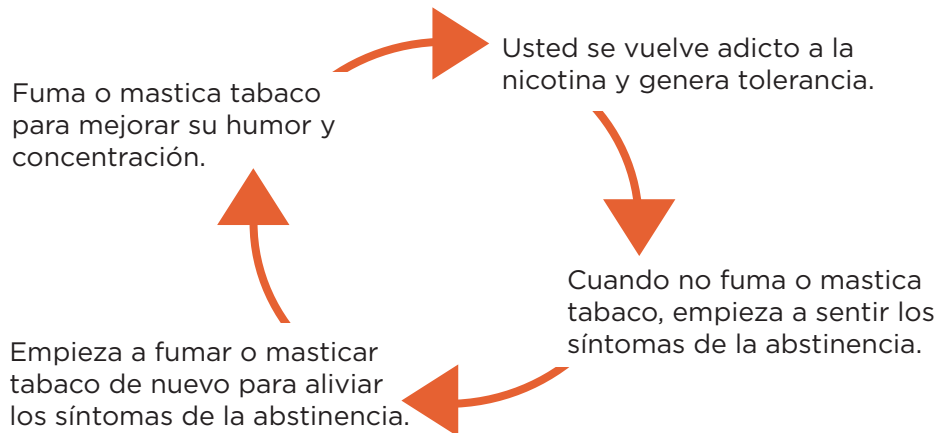 Fuma o mastica tabaco
para mejorar su humor y
concentración.
Usted se vuelve adicto a la
nicotina y genera tolerancia.
Cuando no fuma o mastica
tabaco, empieza a sentir los
síntomas de la abstinencia.
Empieza a fumar o masticar
tabaco de nuevo para aliviar
los síntomas de la abstinencia.